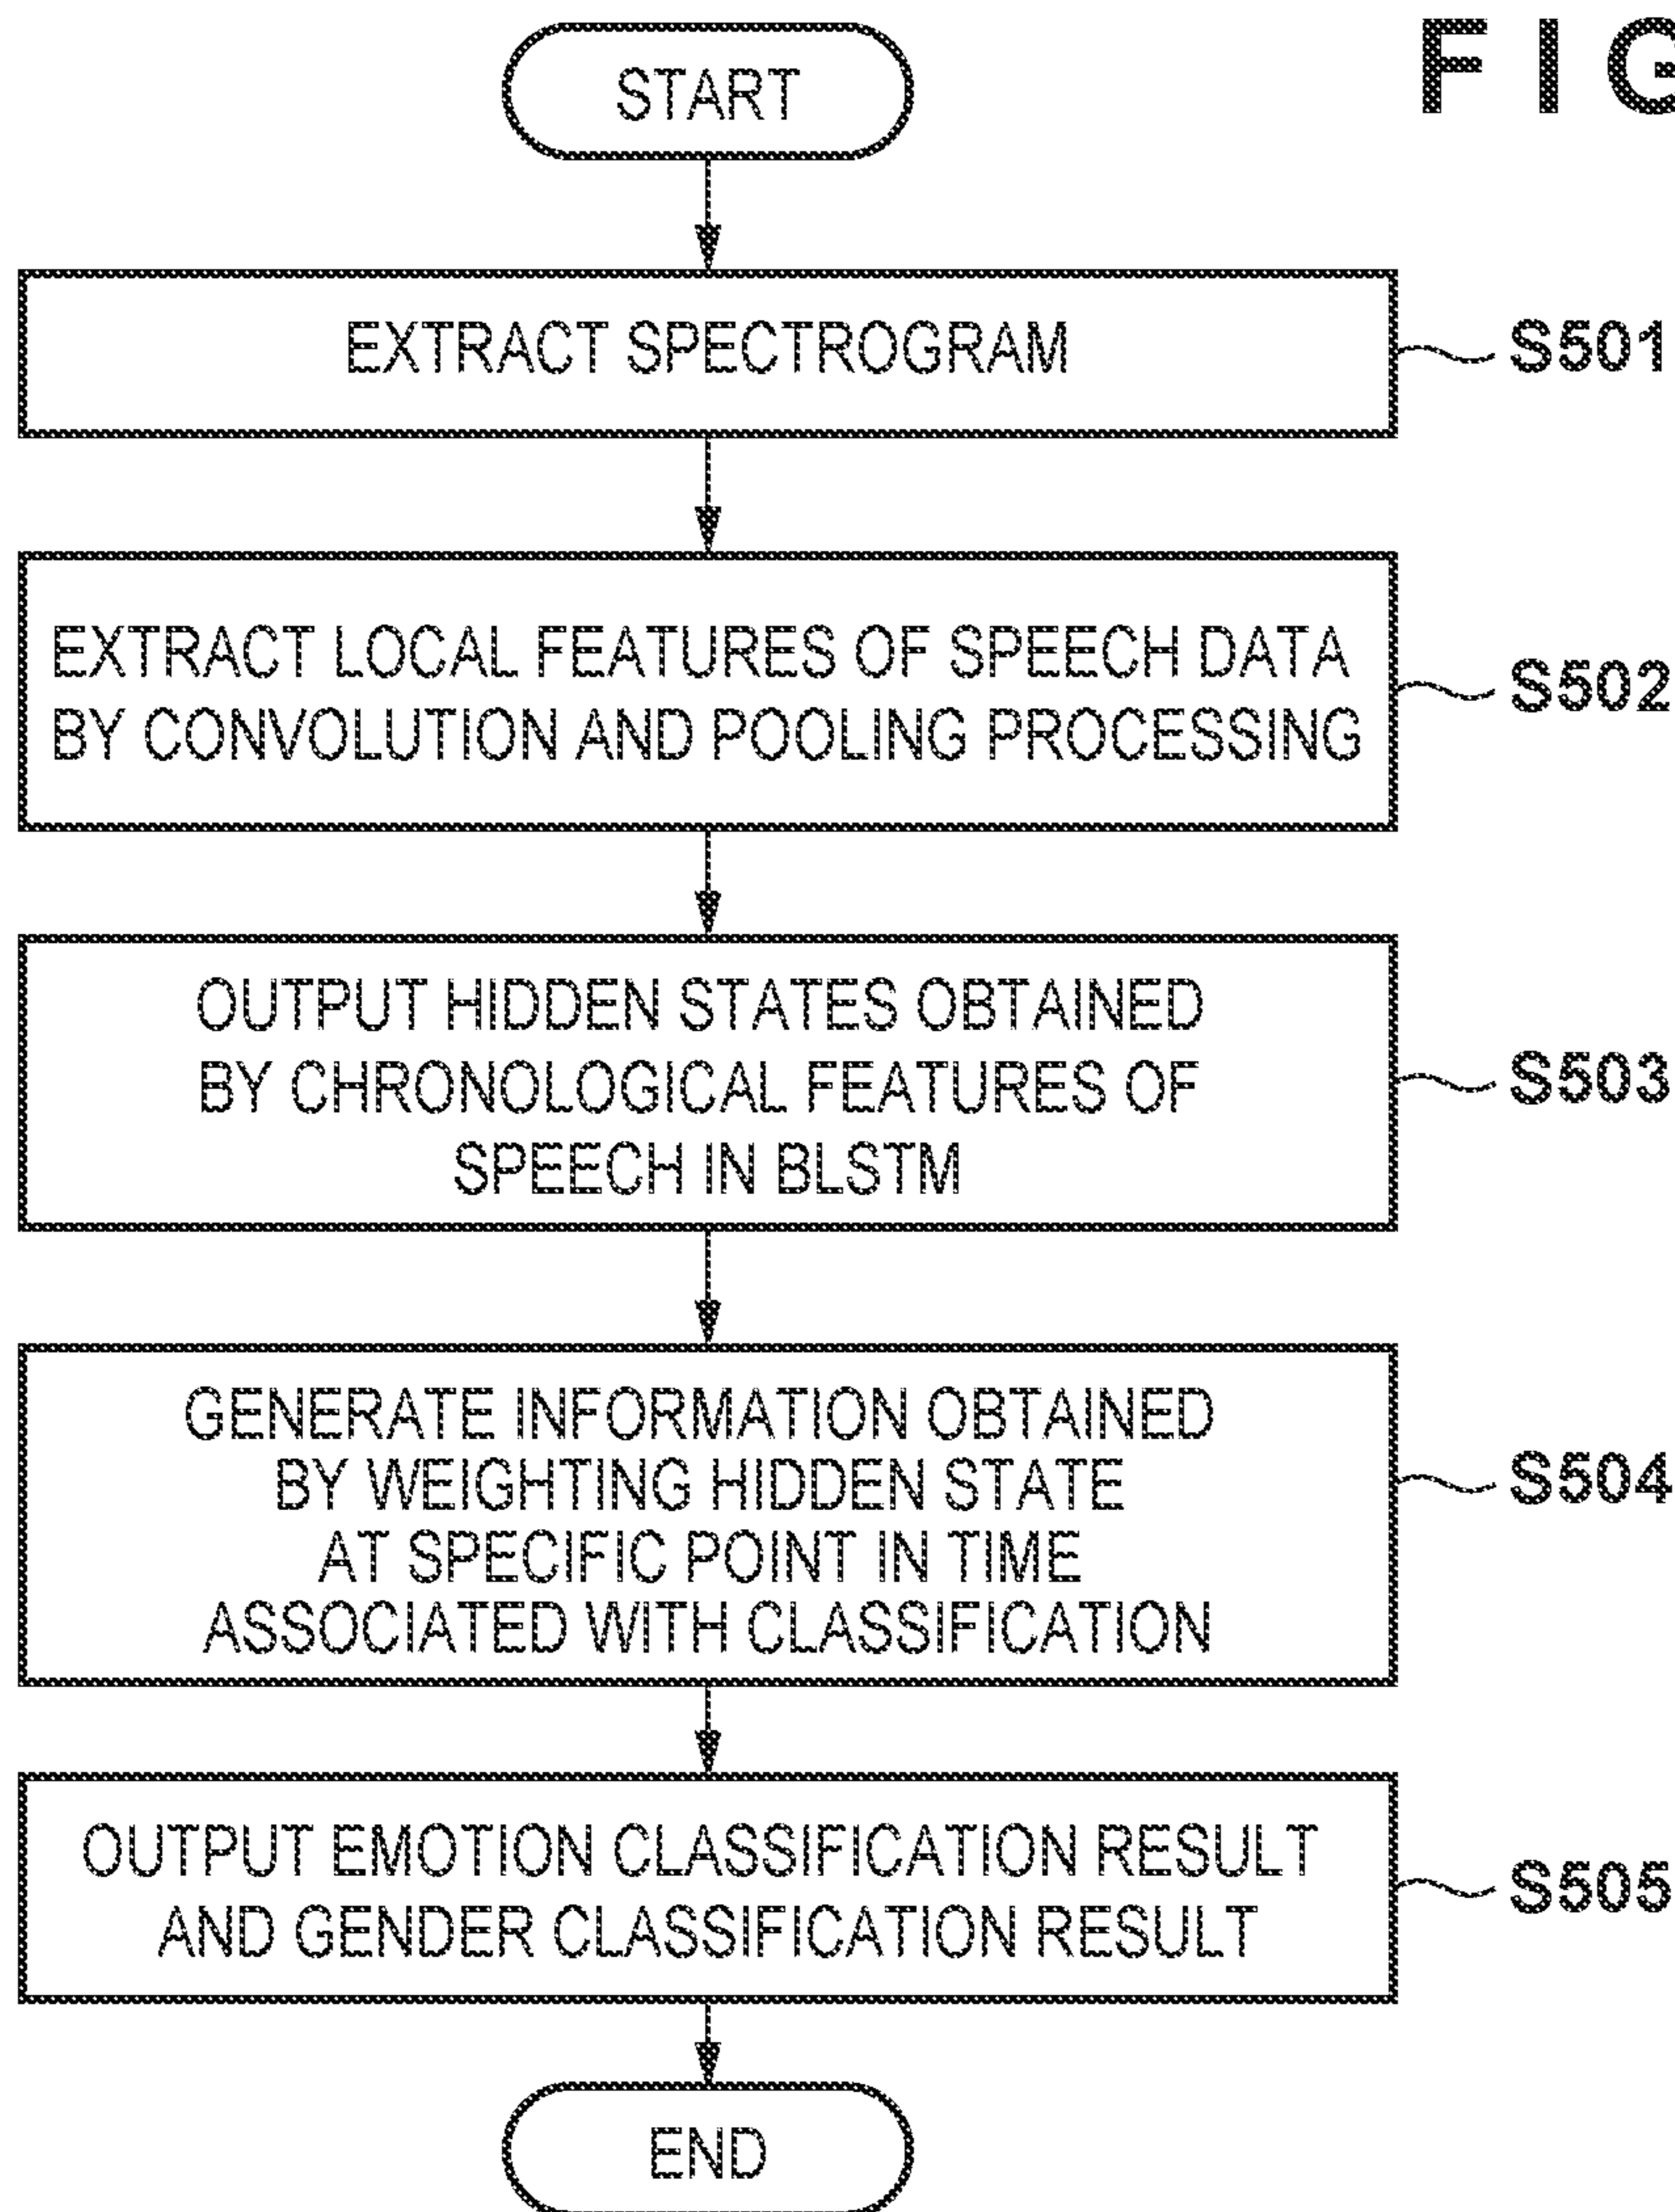 F I G
START
EXTRACT SPECTROGRAM
S501
EXTRACT LOCAL FEATURES OF SPEECH DATA
BY CONVOLUTION AND POOLING PROCESSING
S502
OUTPUT HIDDEN STATES OBTAINED
BY CHRONOLOGICAL FEATURES OF
SPEECH IN BLSTM
S503
GENERATE INFORMATION OBTAINED
BY WEIGHTING HIDDEN STATE
AT SPECIFIC POINT IN TIME
ASSOCIATED WITH CLASSIFICATION
S504
OUTPUT EMOTION CLASSIFICATION RESULT
AND GENDER CLASSIFICATION RESULT
S505
END